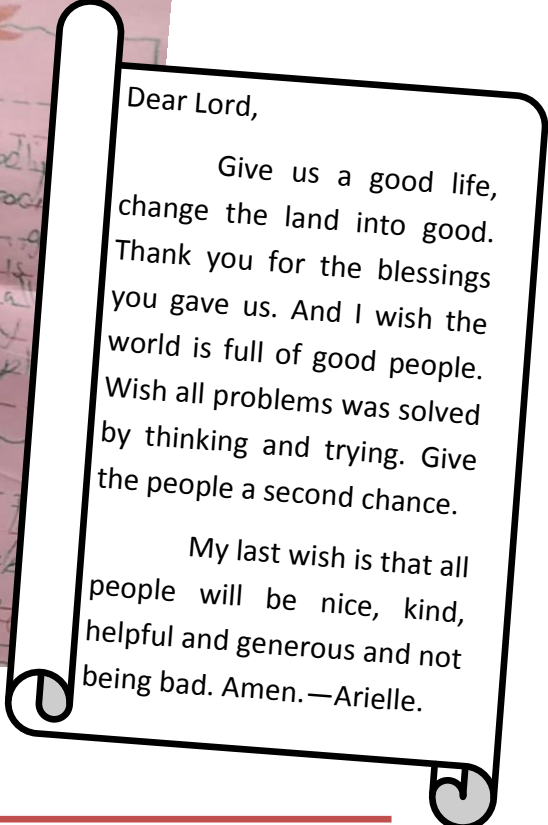 Dear Lord,
Give us a good life,
change the land into good.
Thank you for the blessings
you gave us. And I wish the
world is full of good people.
Wish all problems was solved
by thinking and trying. Give
the people a second chance.
My last wish is that all
people will be nice, kind,
helpful and generous and not
being bad. Amen.—Arielle.